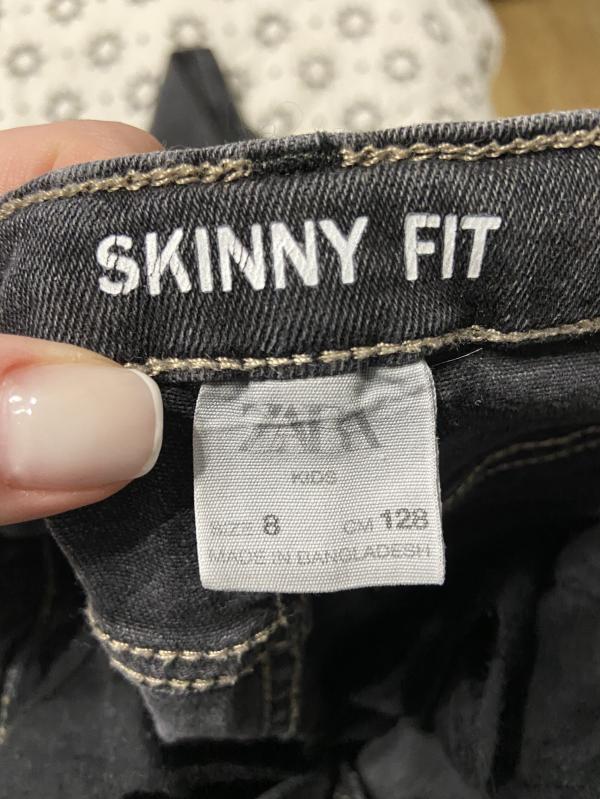 SKINNY FIT
ZARA
KIDS
SIZE 8 CM 128
MADE IN BANGLADESH